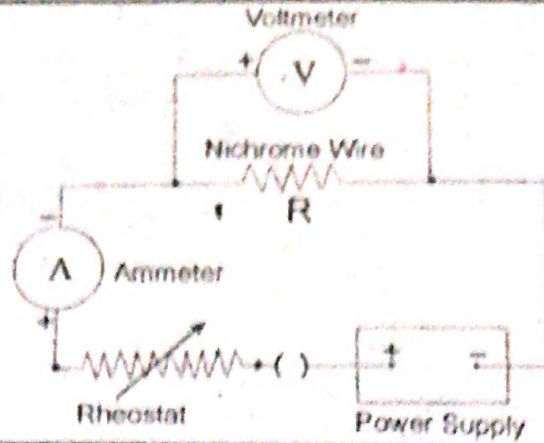 Voltmeter
+ V −
Nichrome Wire
R
−
A Ammeter
+
( ) + −
Rheostat
Power Supply